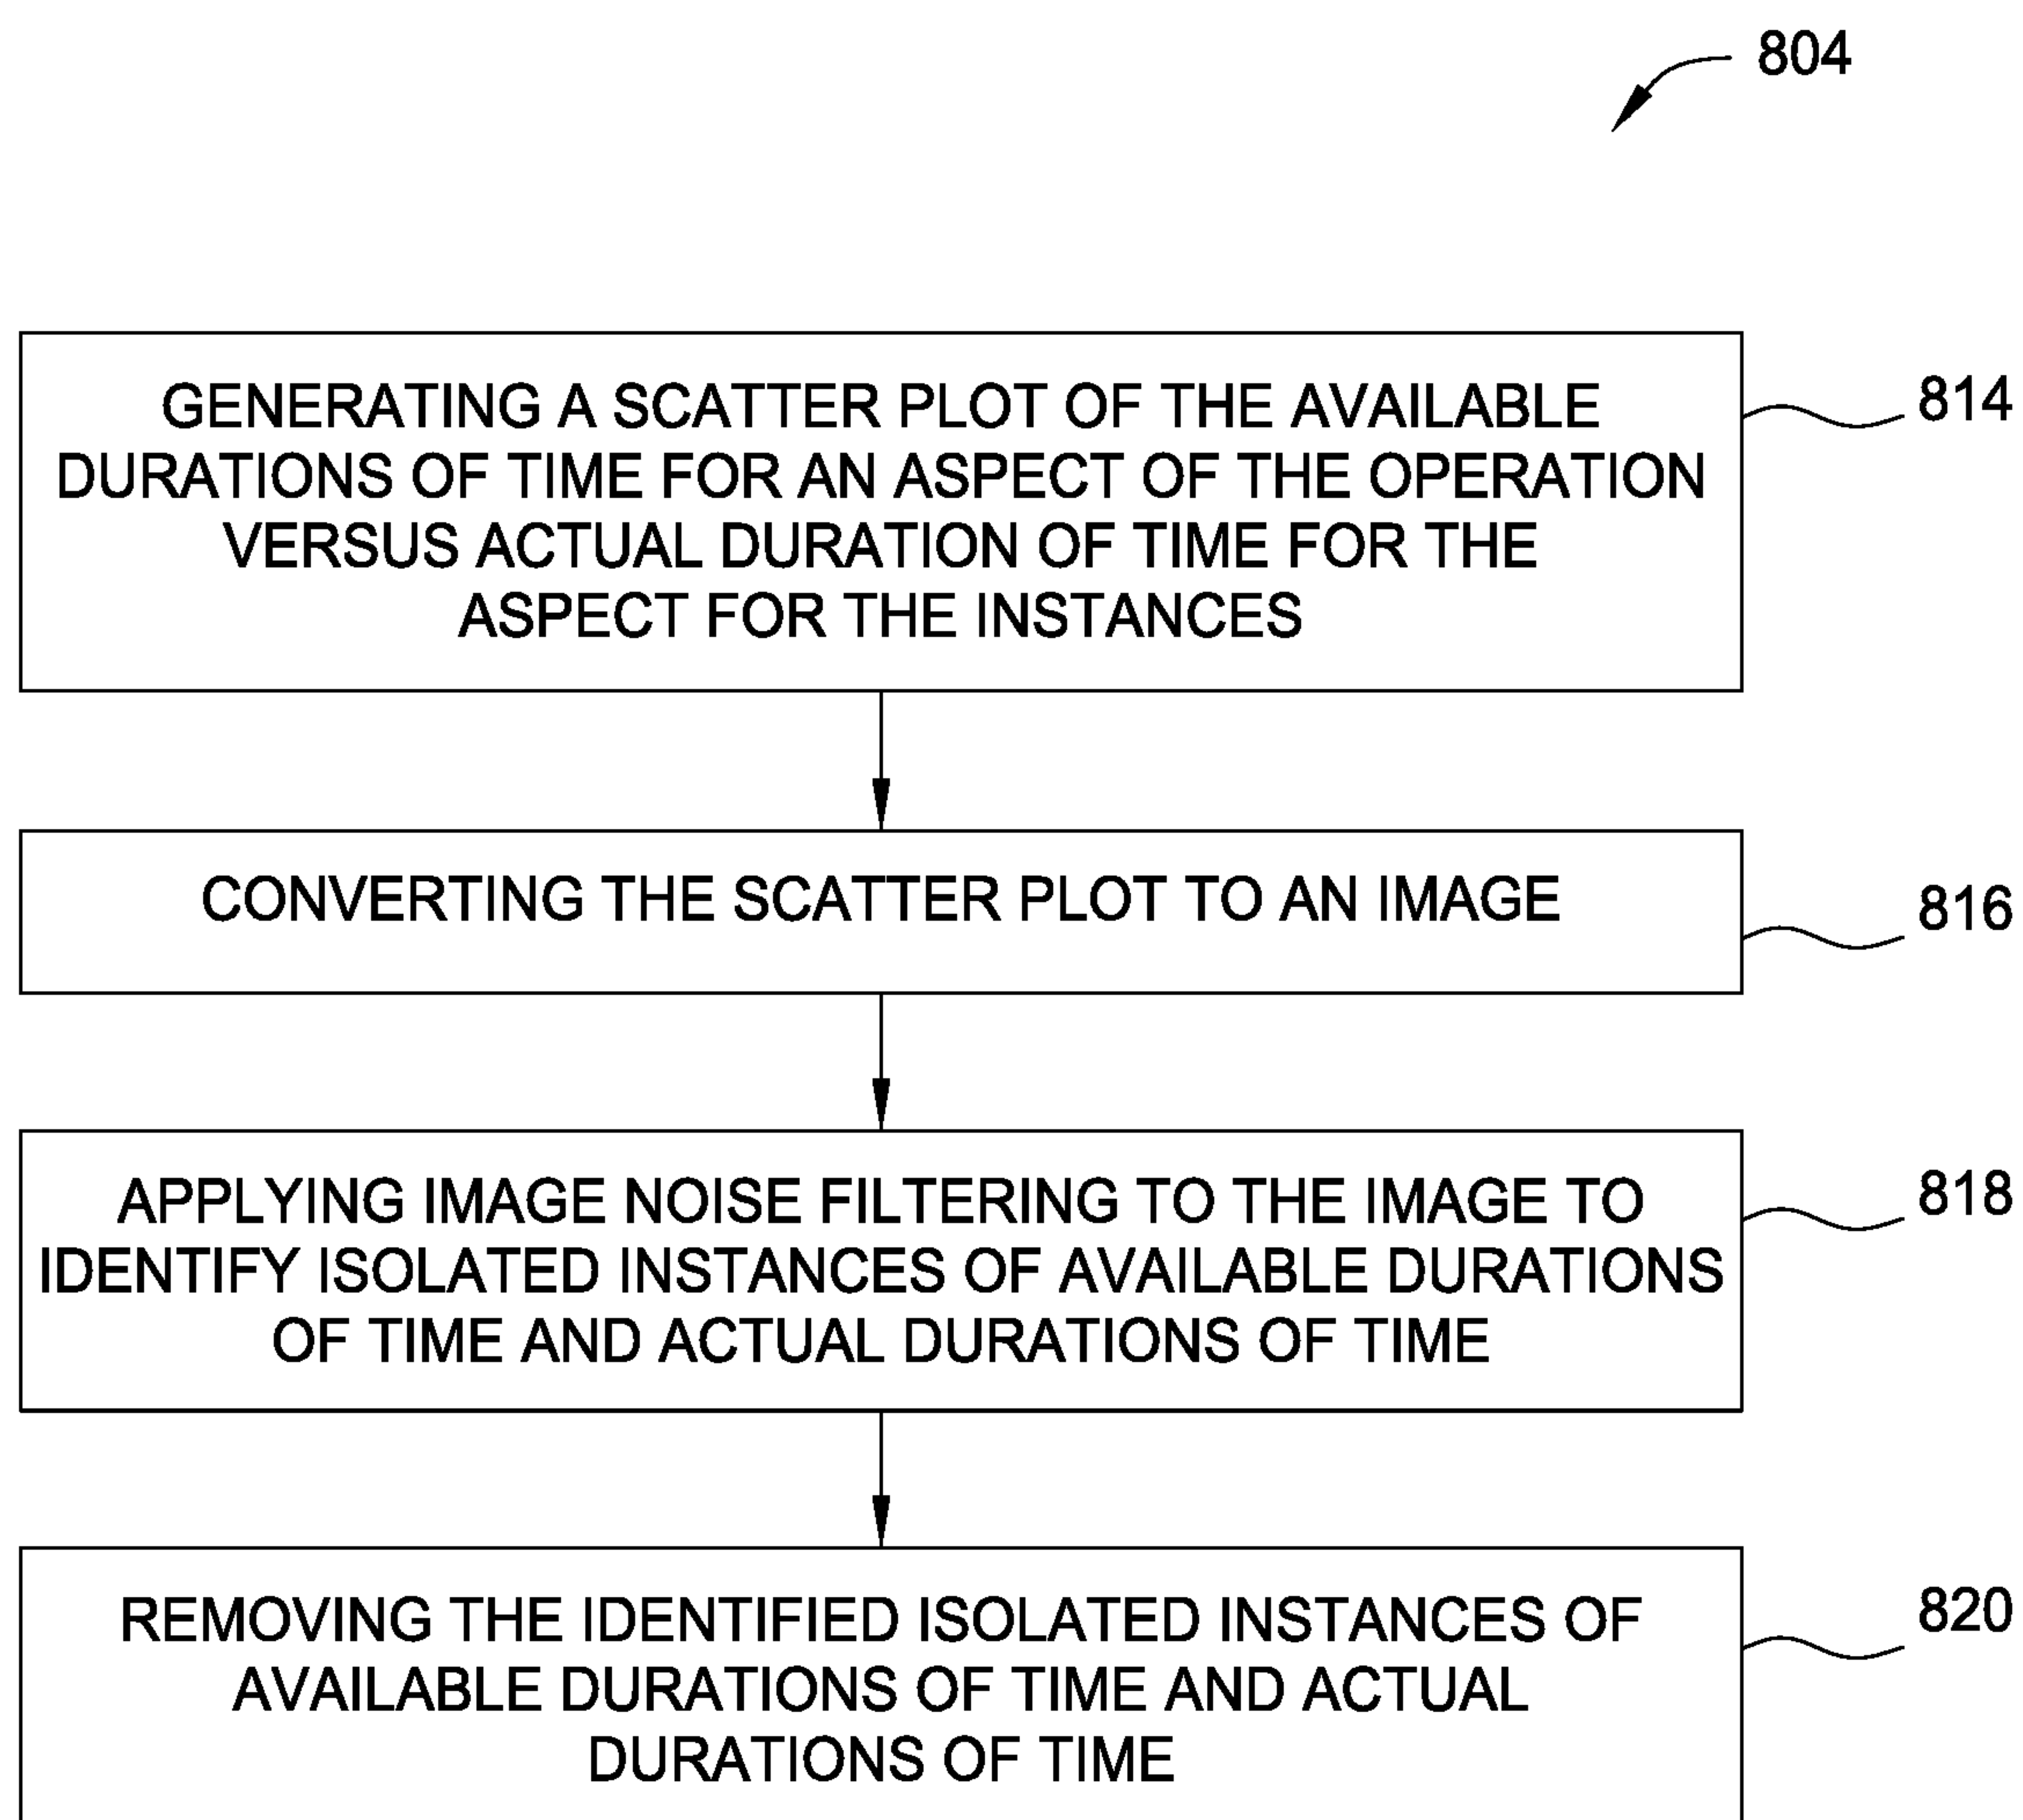 804
GENERATING A SCATTER PLOT OF THE AVAILABLE
DURATIONS OF TIME FOR AN ASPECT OF THE OPERATION
VERSUS ACTUAL DURATION OF TIME FOR THE
ASPECT FOR THE INSTANCES
814
CONVERTING THE SCATTER PLOT TO AN IMAGE
816
APPLYING IMAGE NOISE FILTERING TO THE IMAGE TO
IDENTIFY ISOLATED INSTANCES OF AVAILABLE DURATIONS
OF TIME AND ACTUAL DURATIONS OF TIME
818
REMOVING THE IDENTIFIED ISOLATED INSTANCES OF
AVAILABLE DURATIONS OF TIME AND ACTUAL
DURATIONS OF TIME
820